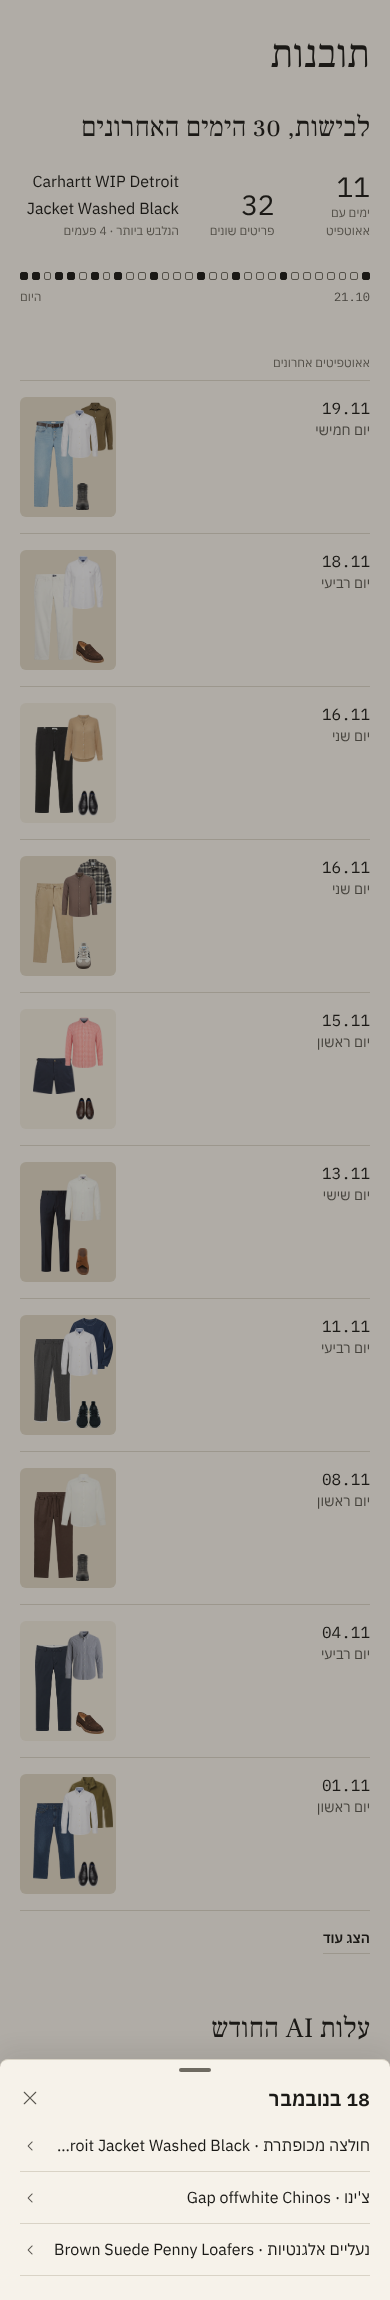 תובנות
לבישות, 30 הימים האחרונים
11
ימים עם
אאוטפיט
32
פריטים שונים
Carhartt WIP Detroit
Jacket Washed Black
הנלבש ביותר · 4 פעמים
21.10
היום
אאוטפיטים אחרונים
19.11
יום חמישי
18.11
יום רביעי
16.11
יום שני
16.11
יום שני
15.11
יום ראשון
13.11
יום שישי
11.11
יום רביעי
08.11
יום ראשון
04.11
יום רביעי
01.11
יום ראשון
הצג עוד
עלות AI החודש
18 בנובמבר
חולצה מכופתרת · roit Jacket Washed Black...
צ'ינו · Gap offwhite Chinos
נעליים אלגנטיות · Brown Suede Penny Loafers